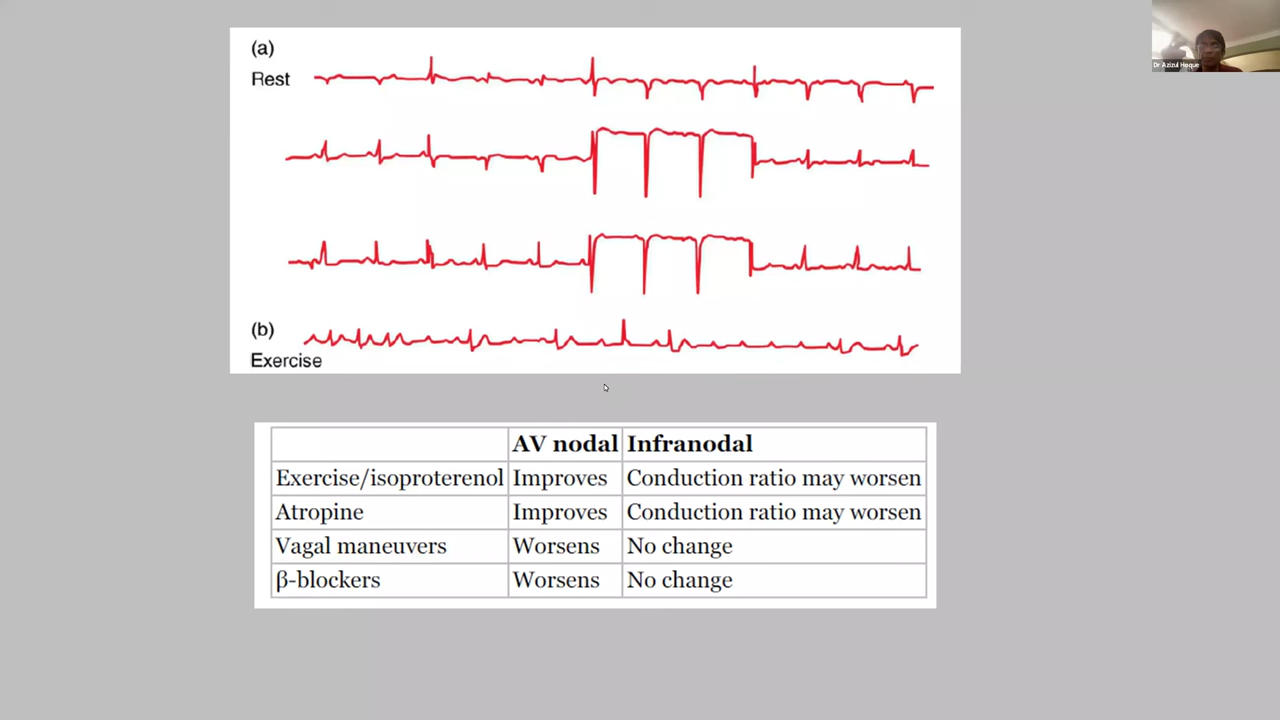 (a)
Rest
(b)
Exercise
AV nodal Infranodal
Exercise/isoproterenol Improves Conduction ratio may worsen
Atropine Improves Conduction ratio may worsen
Vagal maneuvers Worsens No change
β-blockers Worsens No change
Dr Azizul Hoque